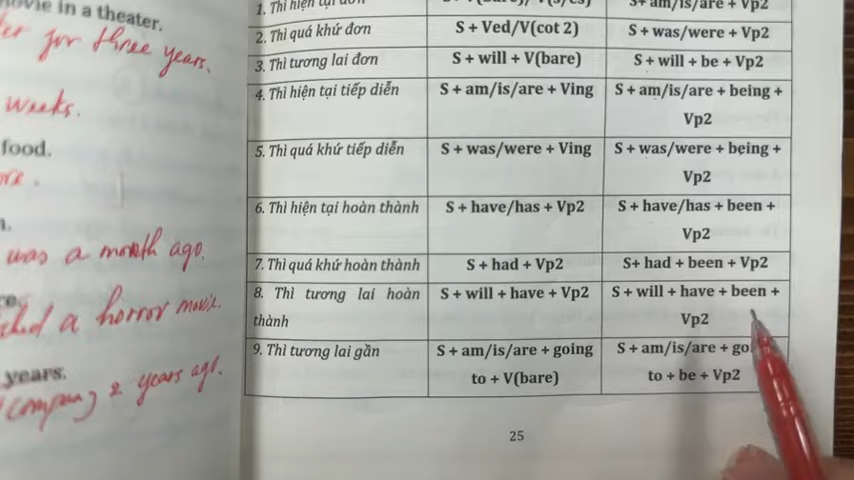 movie in a theater.
for three years.
weeks.
food.
was a month ago.
a horror movie.
years.
2 years ago.
1. Thì hiện tại đơn
S + am/is/are + Vp2
2. Thì quá khứ đơn
S + Ved/V(cot 2)
S + was/were + Vp2
3. Thì tương lai đơn
S + will + V(bare)
S + will + be + Vp2
4. Thì hiện tại tiếp diễn
S + am/is/are + Ving
S + am/is/are + being +
Vp2
5. Thì quá khứ tiếp diễn
S + was/were + Ving
S + was/were + being +
Vp2
6. Thì hiện tại hoàn thành
S + have/has + Vp2
S + have/has + been +
Vp2
7. Thì quá khứ hoàn thành
S + had + Vp2
S+ had + been + Vp2
8. Thì tương lai hoàn
thành
S + will + have + Vp2
S + will + have + been +
Vp2
9. Thì tương lai gần
S + am/is/are + going
to + V(bare)
S + am/is/are + go
to + be + Vp2
25